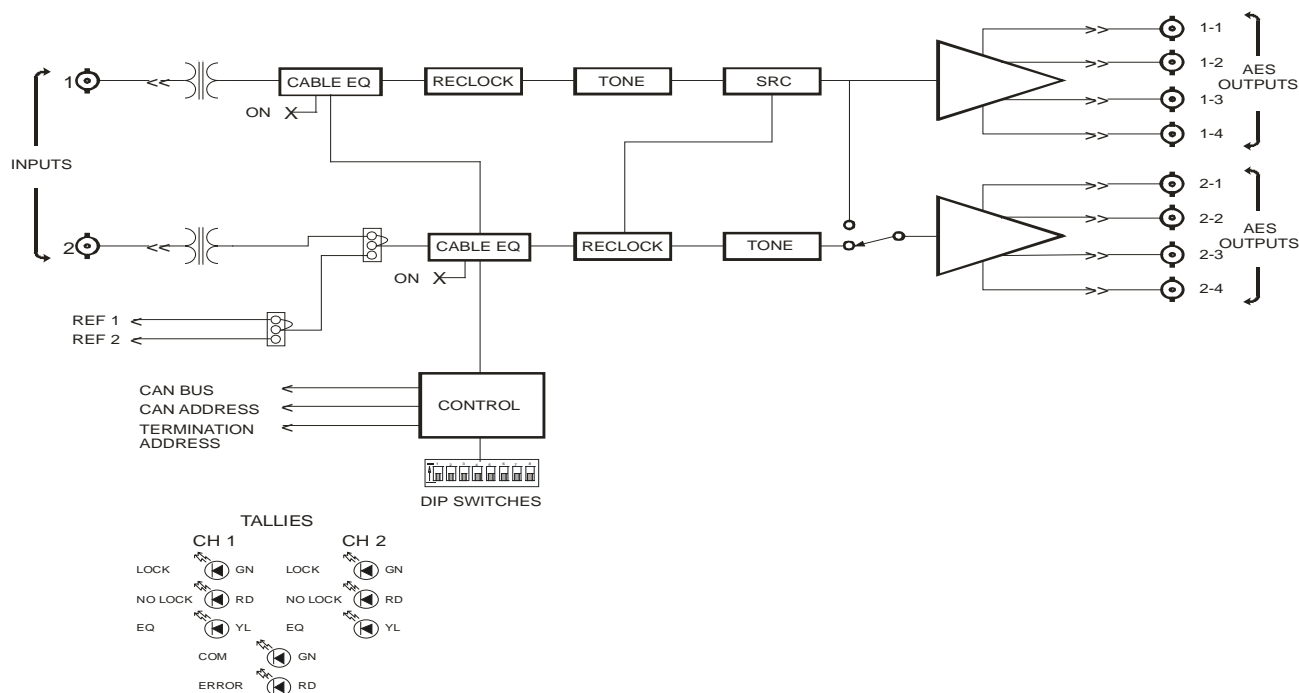 1-1
1-2
AES OUTPUTS
1-3
1-4
1
CABLE EQ
RECLOCK
TONE
SRC
ON X
INPUTS
2-1
2-2
AES OUTPUTS
2-3
2-4
2
CABLE EQ
RECLOCK
TONE
ON X
REF 1
REF 2
CAN BUS
CAN ADDRESS
TERMINATION
ADDRESS
CONTROL
DIP SWITCHES
TALLIES
CH 1 CH 2
LOCK GN LOCK GN
NO LOCK RD NO LOCK RD
EQ YL EQ YL
COM GN
ERROR RD